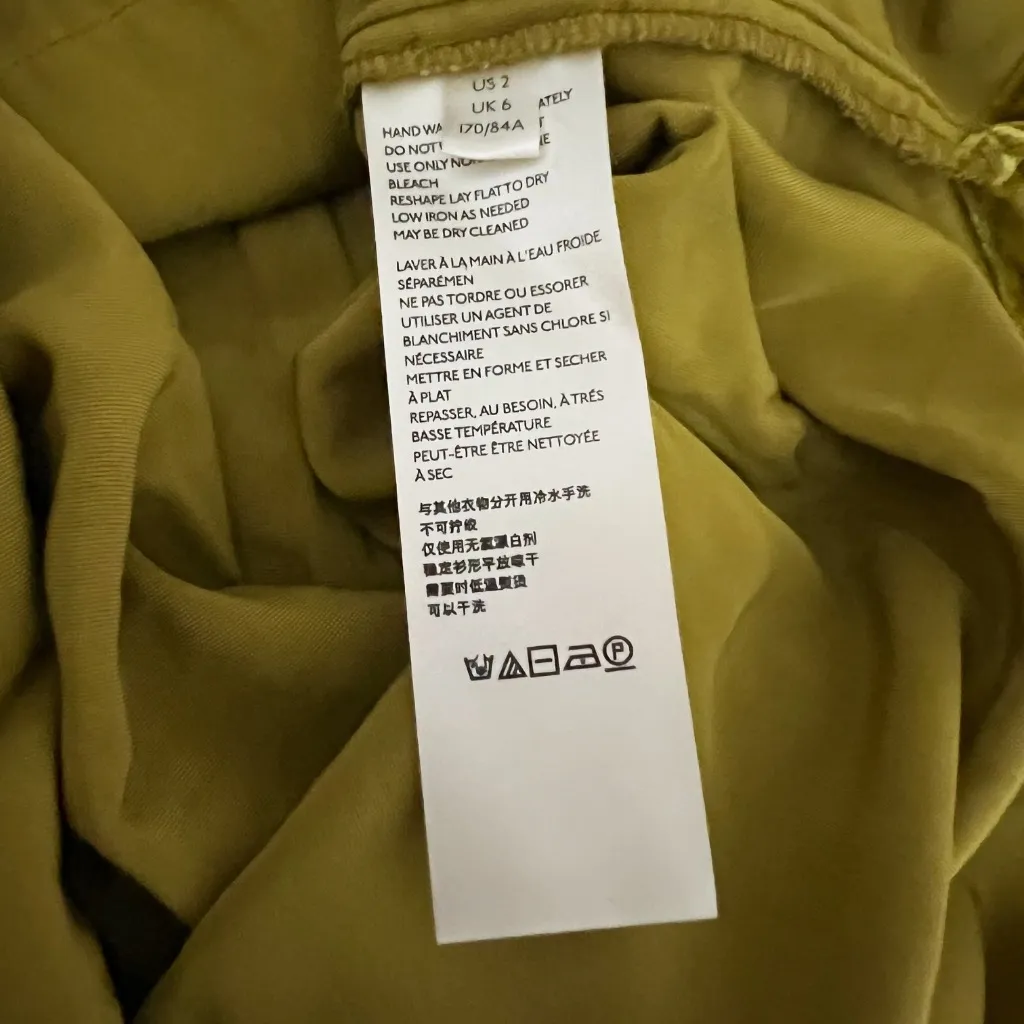 US 2
UK 6
170/84A
HAND WA ATELY
DO NOT
USE ONLY
BLEACH
RESHAPE LAY FLAT TO DRY
LOW IRON AS NEEDED
MAY BE DRY CLEANED
LAVER À LA MAIN À L'EAU FROIDE
SÉPARÉMEN
NE PAS TORDRE OU ESSORER
UTILISER UN AGENT DE
BLANCHIMENT SANS CHLORE SI
NÉCESSAIRE
METTRE EN FORME ET SECHER
À PLAT
REPASSER, AU BESOIN, À TRÉS
BASSE TEMPÉRATURE
PEUT-ÊTRE ÊTRE NETTOYÉE
À SEC
与其他衣物分开用冷水手洗
不可拧绞
仅使用无氯漂白剂
稳定衫形平放晾干
需要时低温熨烫
可以干洗
P